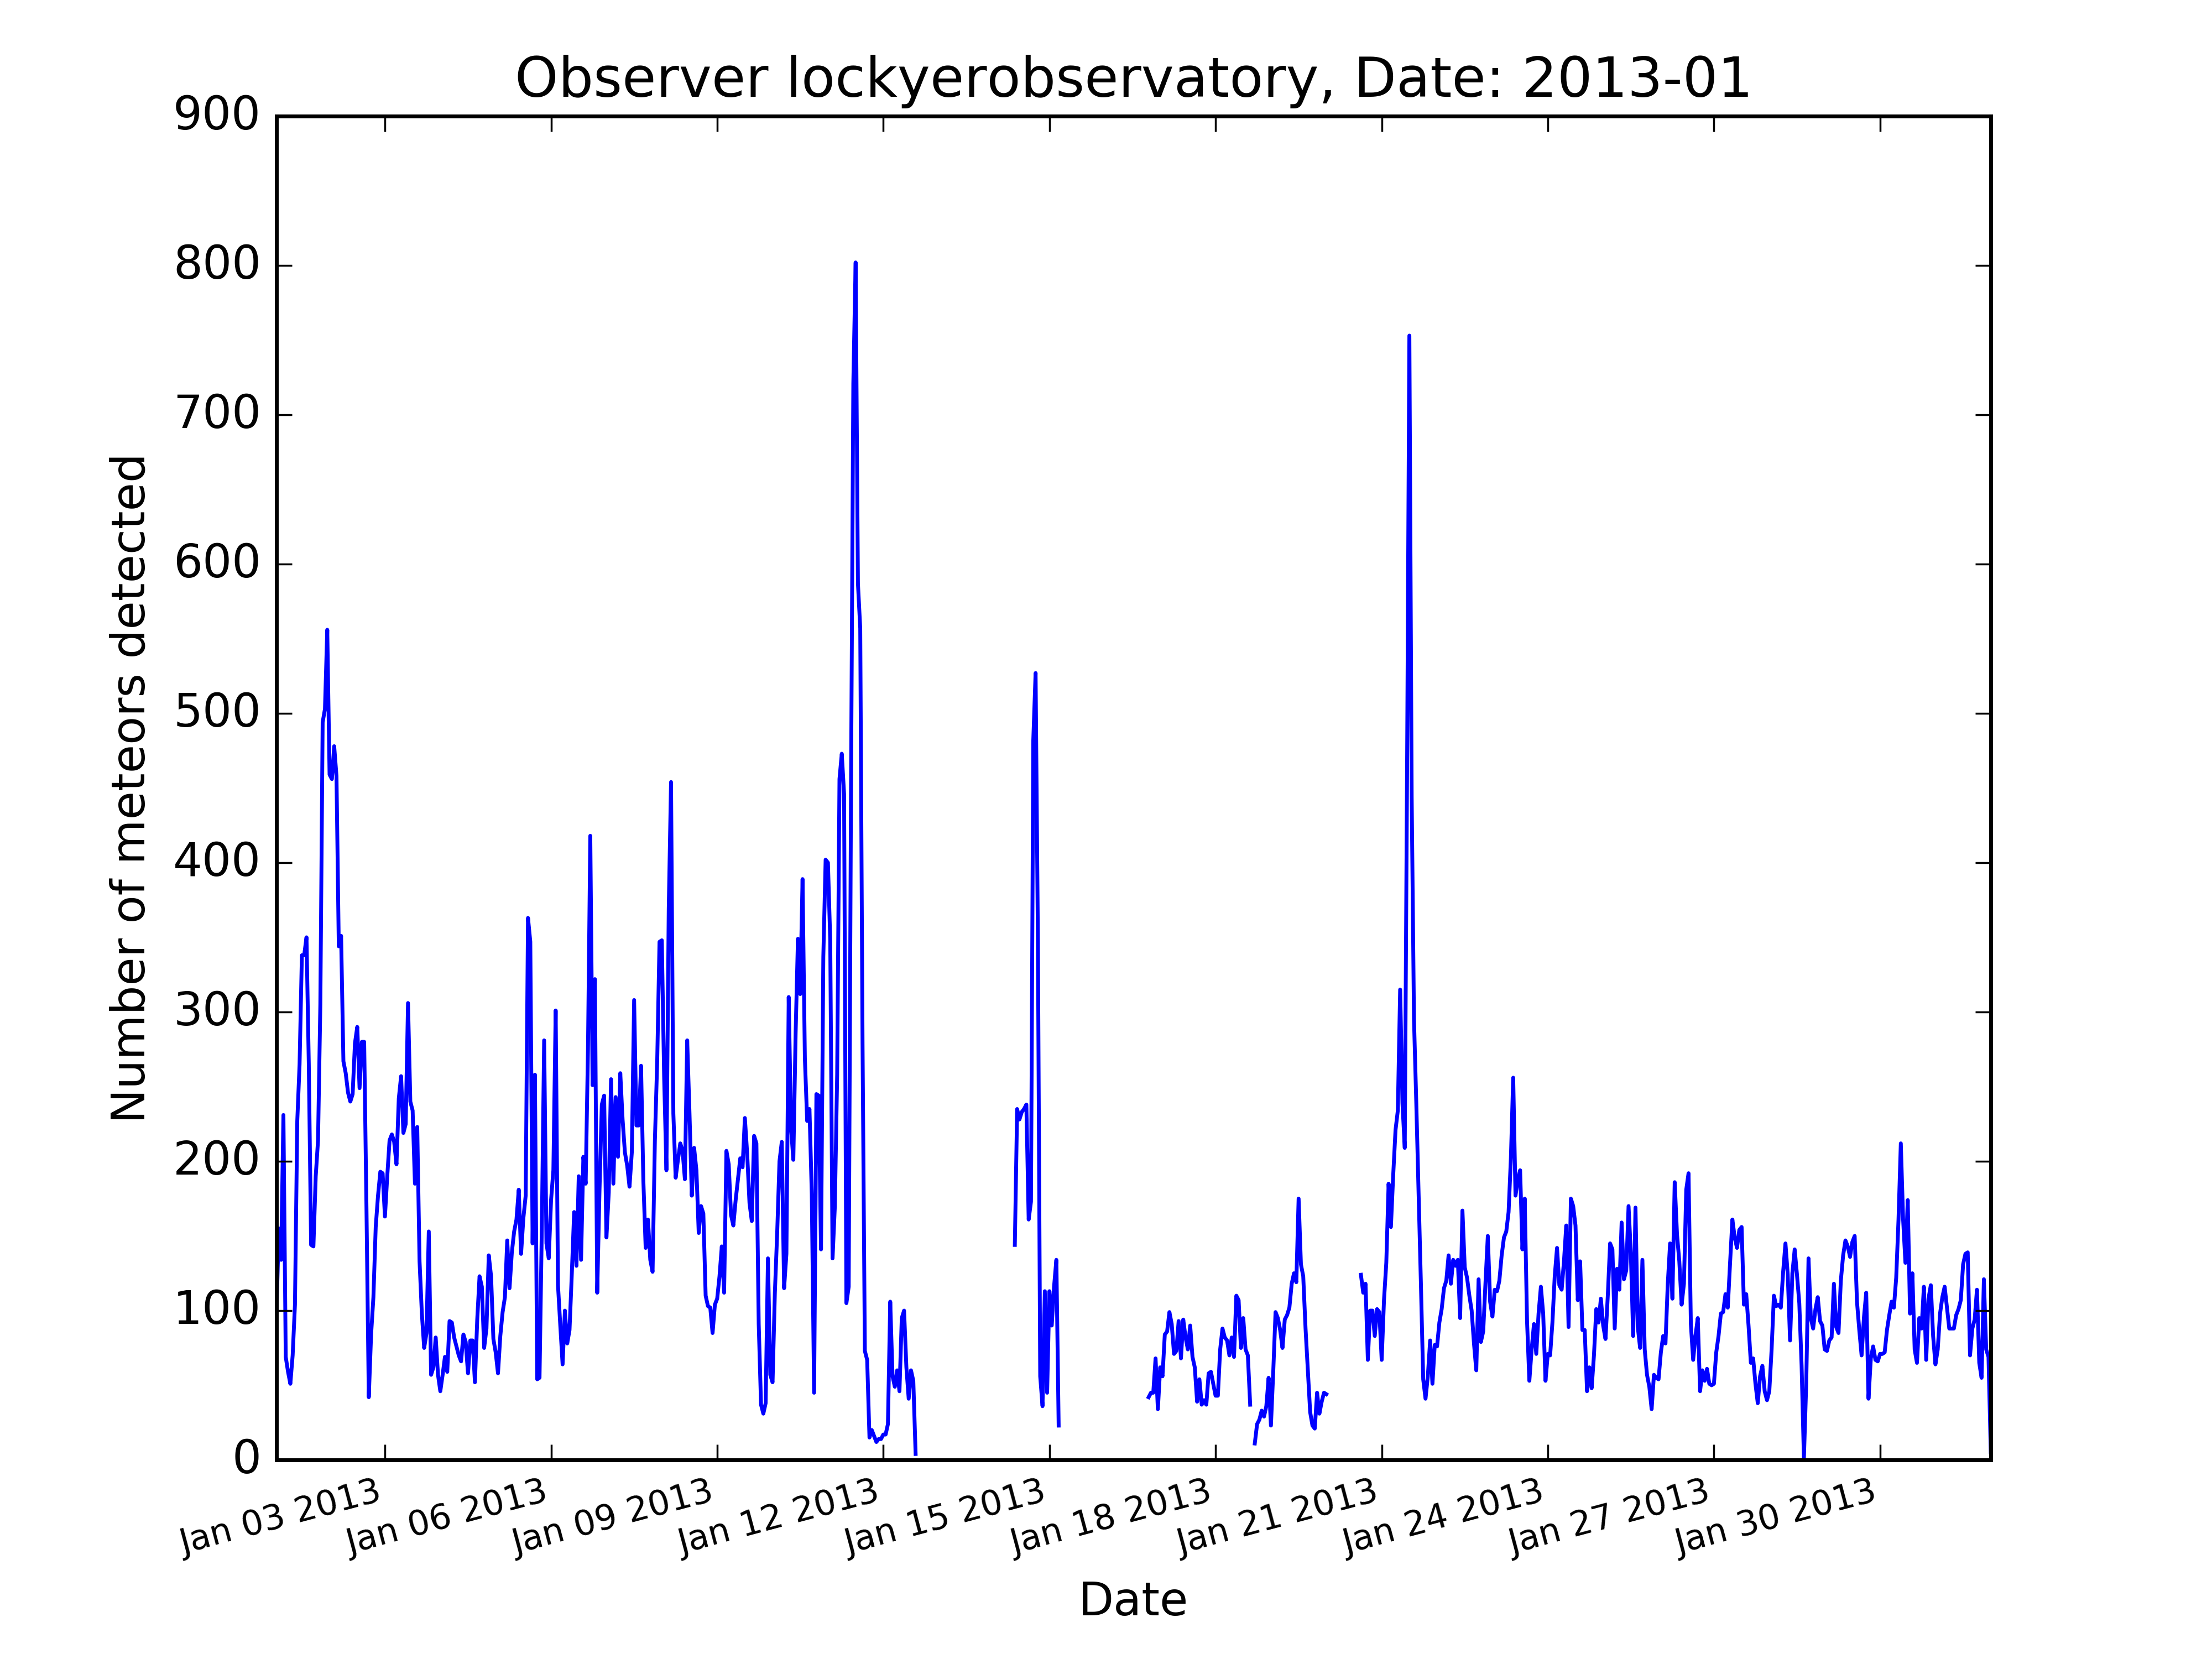 Observer lockyerobservatory, Date: 2013-01
900
800
700
600
500
400
300
200
100
0
Number of meteors detected
Jan 03 2013
Jan 06 2013
Jan 09 2013
Jan 12 2013
Jan 15 2013
Jan 18 2013
Jan 21 2013
Jan 24 2013
Jan 27 2013
Jan 30 2013
Date